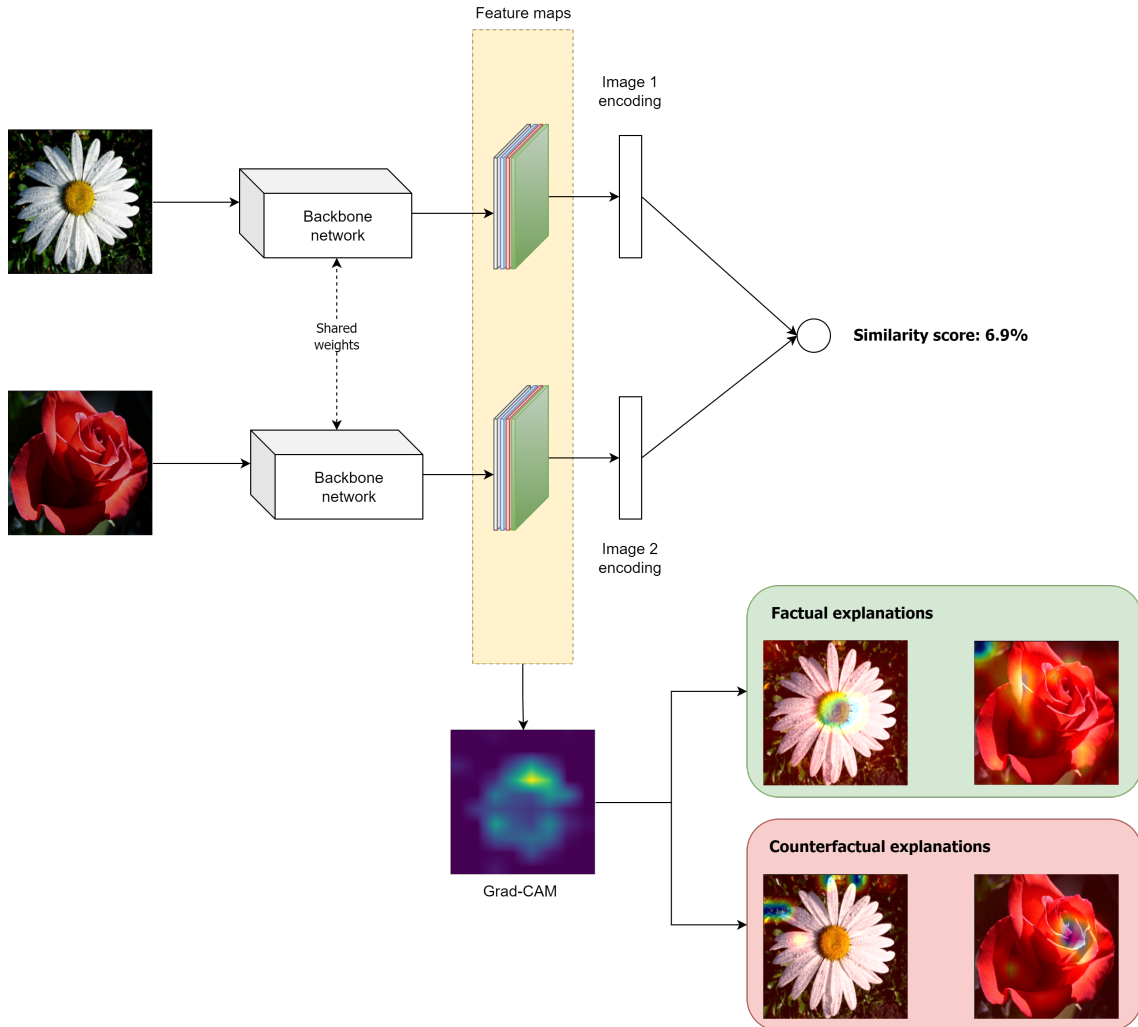 Feature maps
Image 1
encoding
Backbone
network
Shared
weights
Similarity score: 6.9%
Backbone
network
Image 2
encoding
Factual explanations
Grad-CAM
Counterfactual explanations